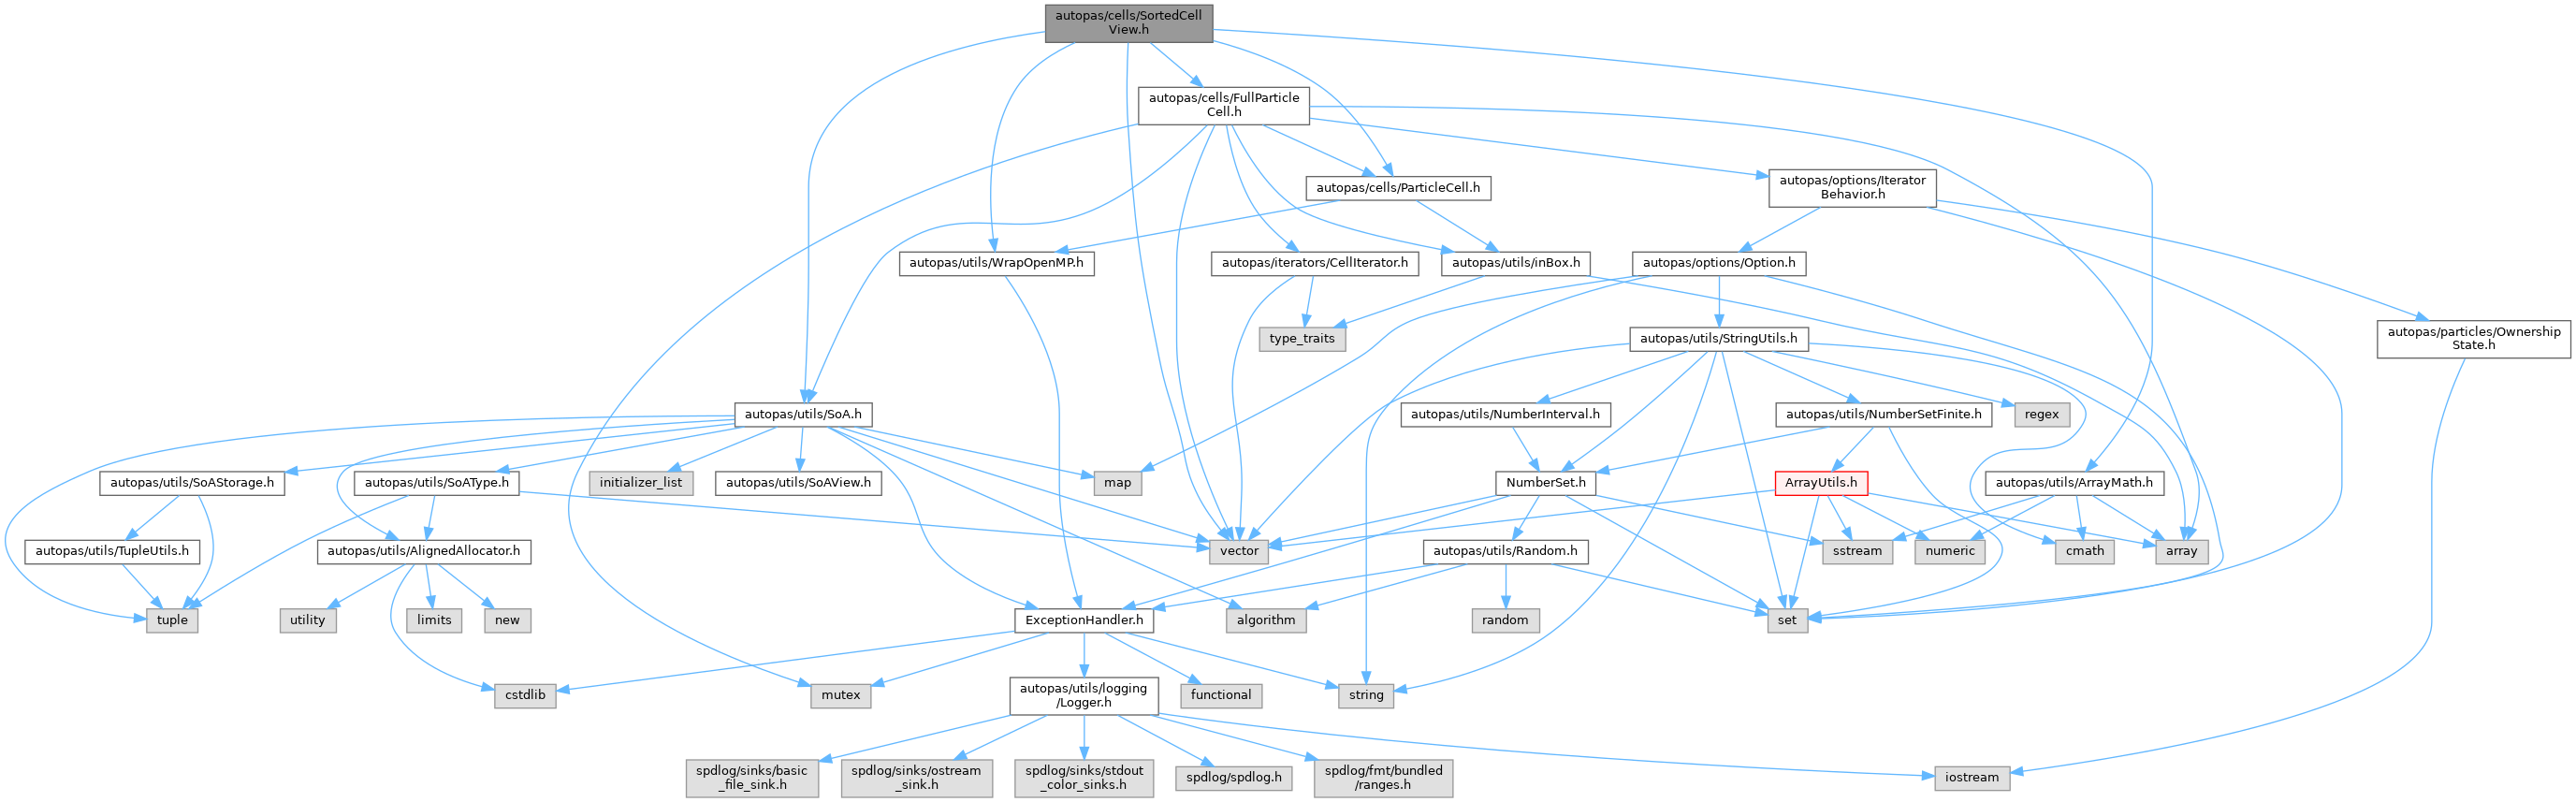 autopas/cells/SortedCell
View.h
autopas/cells/FullParticle
Cell.h
autopas/cells/ParticleCell.h
autopas/options/Iterator
Behavior.h
autopas/utils/WrapOpenMP.h
autopas/iterators/CellIterator.h
autopas/utils/inBox.h
autopas/options/Option.h
type_traits
autopas/utils/StringUtils.h
autopas/particles/Ownership
State.h
autopas/utils/SoA.h
autopas/utils/NumberInterval.h
autopas/utils/NumberSetFinite.h
regex
autopas/utils/SoAStorage.h
autopas/utils/SoAType.h
initializer_list
autopas/utils/SoAView.h
map
NumberSet.h
ArrayUtils.h
autopas/utils/ArrayMath.h
autopas/utils/TupleUtils.h
autopas/utils/AlignedAllocator.h
vector
autopas/utils/Random.h
sstream
numeric
cmath
array
tuple
utility
limits
new
ExceptionHandler.h
algorithm
random
set
cstdlib
mutex
autopas/utils/logging
/Logger.h
functional
string
spdlog/sinks/basic
_file_sink.h
spdlog/sinks/ostream
_sink.h
spdlog/sinks/stdout
_color_sinks.h
spdlog/spdlog.h
spdlog/fmt/bundled
/ranges.h
iostream